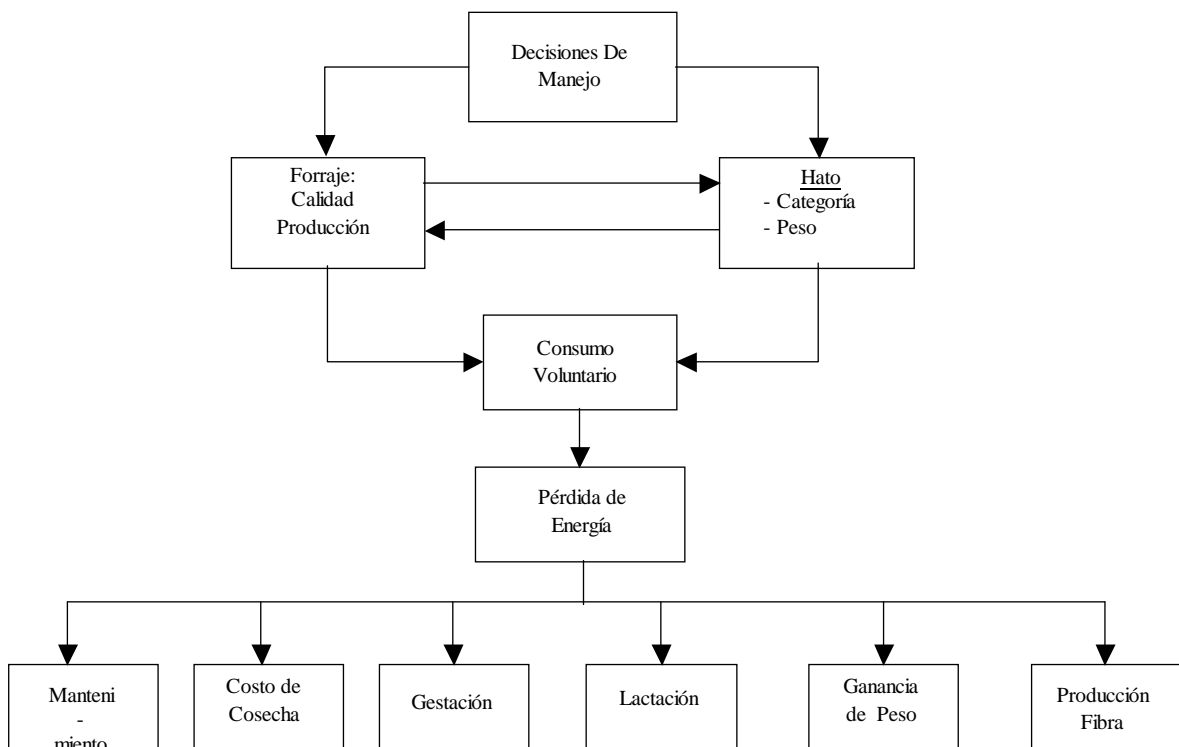 Decisiones De
Manejo
Forraje:
Calidad
Producción
Hato
- Categoría
- Peso
Consumo
Voluntario
Pérdida de
Energía
Manteni
-
miento
Costo de
Cosecha
Gestación
Lactación
Ganancia
de Peso
Producción
Fibra